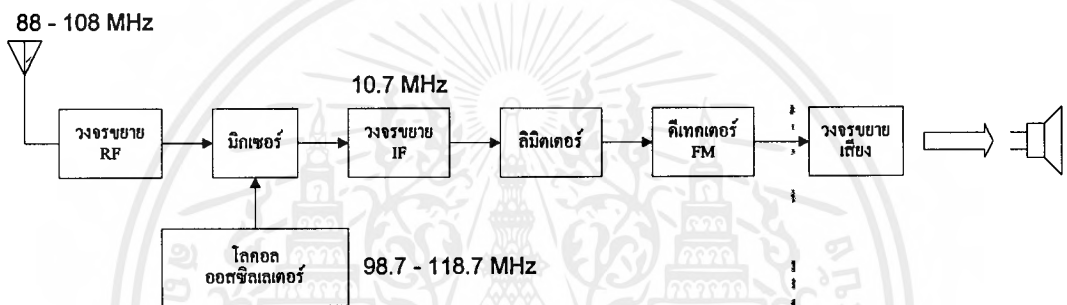 88 - 108 MHz
10.7 MHz
วงจรขยาย
RF
มิกเซอร์
วงจรขยาย
IF
ลิมิตเตอร์
ดีเทคเตอร์
FM
วงจรขยาย
เสียง
โลคอล
ออสซิลเลเตอร์
98.7 - 118.7 MHz